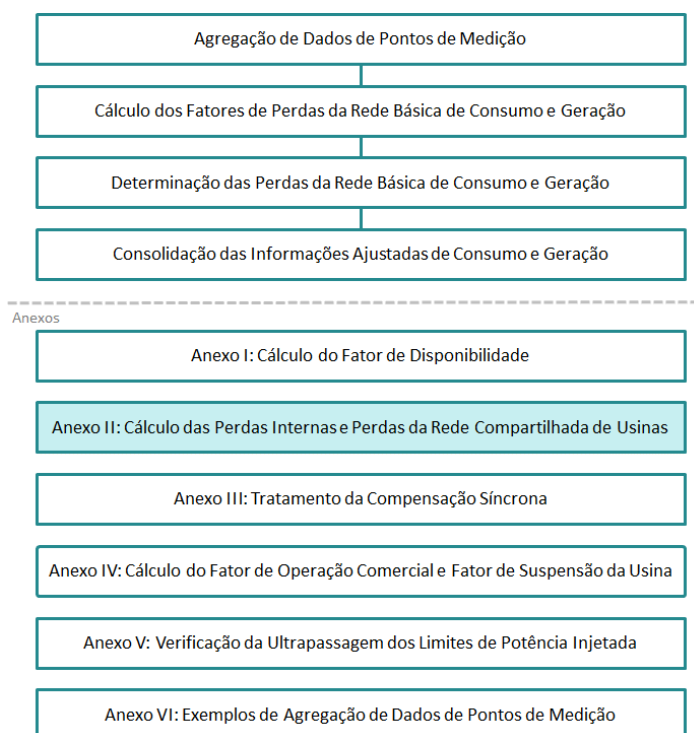 Agregação de Dados de Pontos de Medição
Cálculo dos Fatores de Perdas da Rede Básica de Consumo e Geração
Determinação das Perdas da Rede Básica de Consumo e Geração
Consolidação das Informações Ajustadas de Consumo e Geração
Anexos
Anexo I: Cálculo do Fator de Disponibilidade
Anexo II: Cálculo das Perdas Internas e Perdas da Rede Compartilhada de Usinas
Anexo III: Tratamento da Compensação Síncrona
Anexo IV: Cálculo do Fator de Operação Comercial e Fator de Suspensão da Usina
Anexo V: Verificação da Ultrapassagem dos Limites de Potência Injetada
Anexo VI: Exemplos de Agregação de Dados de Pontos de Medição